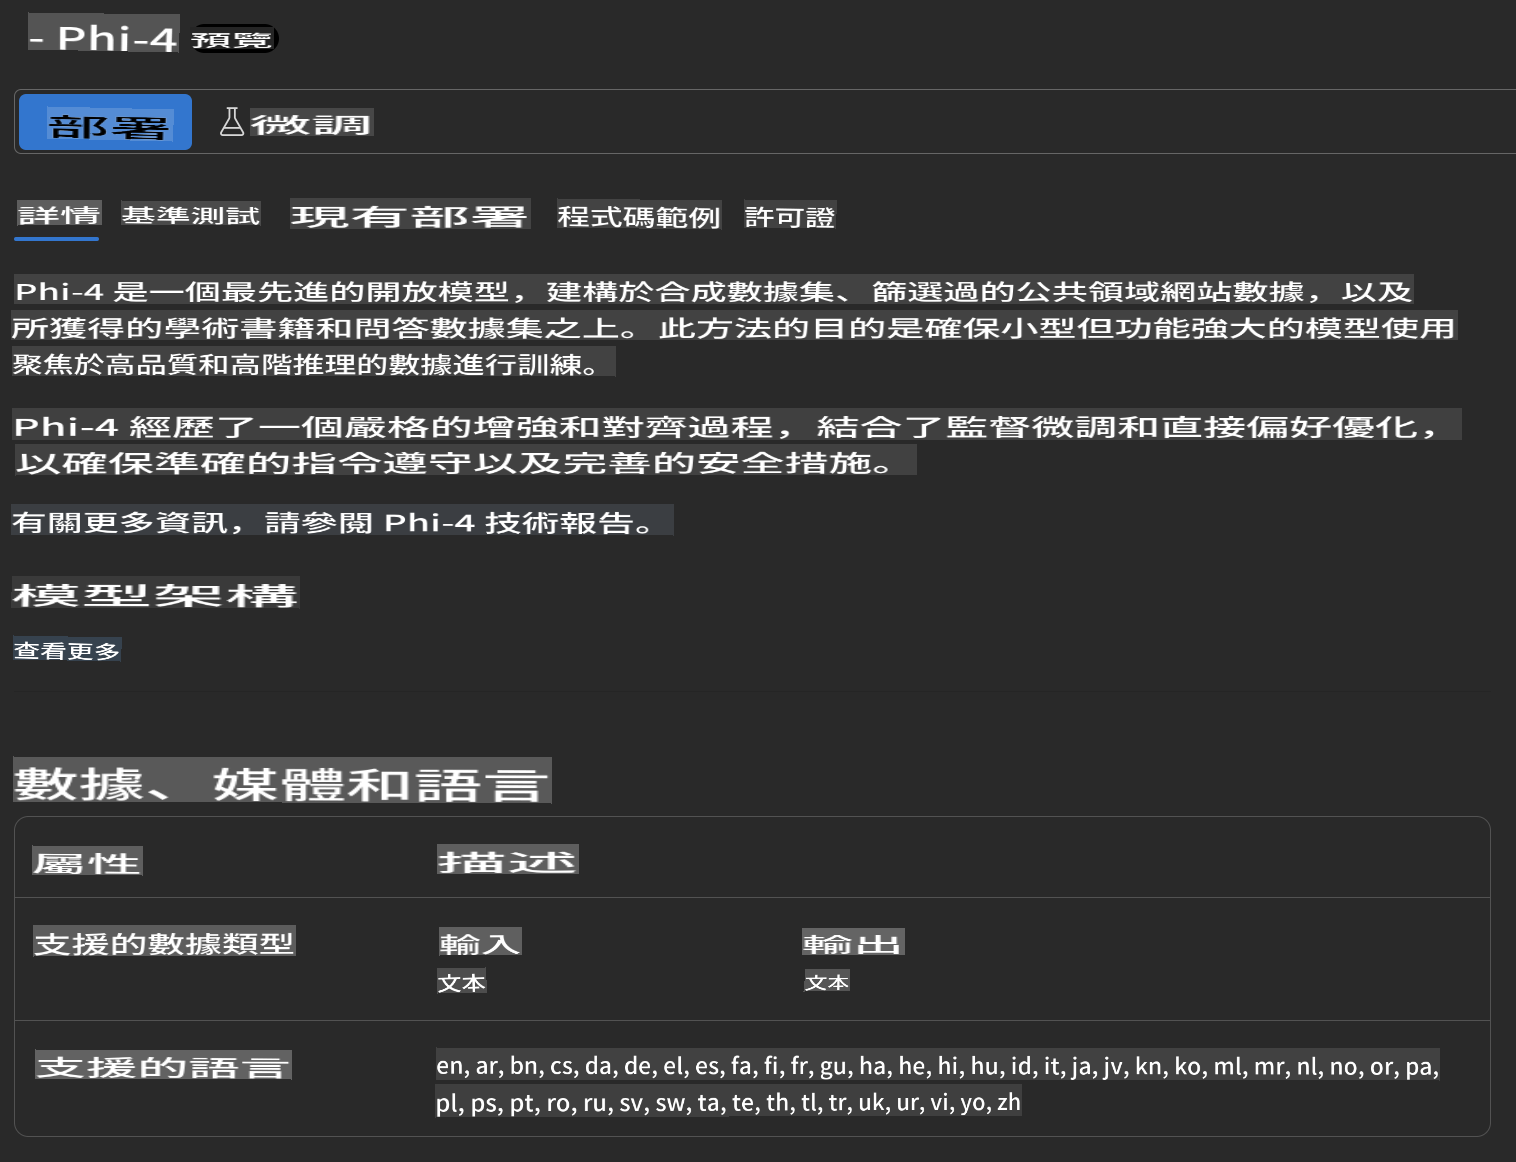 - Phi-4 預覽
部署 微調
詳情 基準測試 現有部署 程式碼範例 許可證
Phi-4 是一個最先進的開放模型，建構於合成數據集、篩選過的公共領域網站數據，以及
所獲得的學術書籍和問答數據集之上。此方法的目的是確保小型但功能強大的模型使用
聚焦於高品質和高階推理的數據進行訓練。
Phi-4 經歷了一個嚴格的增強和對齊過程，結合了監督微調和直接偏好優化，
以確保準確的指令遵守以及完善的安全措施。
有關更多資訊，請參閱 Phi-4 技術報告。
模型架構
查看更多
數據、媒體和語言
屬性 描述
支援的數據類型 輸入 輸出
文本 文本
支援的語言 en, ar, bn, cs, da, de, el, es, fa, fi, fr, gu, ha, he, hi, hu, id, it, ja, jv, kn, ko, ml, mr, nl, no, or, pa,
pl, ps, pt, ro, ru, sv, sw, ta, te, th, tl, tr, uk, ur, vi, yo, zh